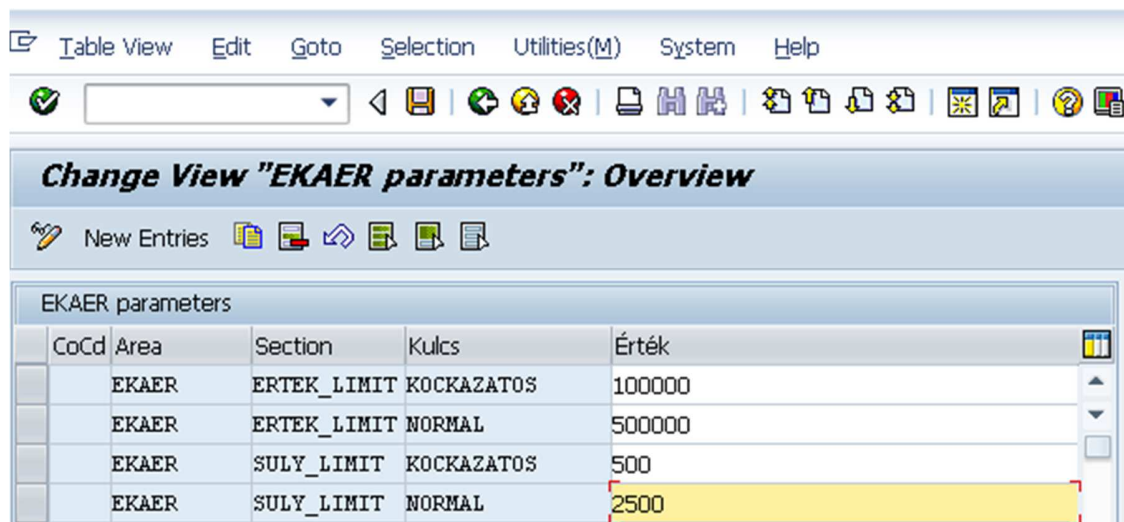 Table View Edit Goto Selection Utilities(M) System Help
Change View "EKAER parameters": Overview
New Entries
EKAER parameters
CoCd Area Section Kulcs Érték
EKAER ERTEK_LIMIT KOCKAZATOS 100000
EKAER ERTEK_LIMIT NORMAL 500000
EKAER SULY_LIMIT KOCKAZATOS 500
EKAER SULY_LIMIT NORMAL 2500